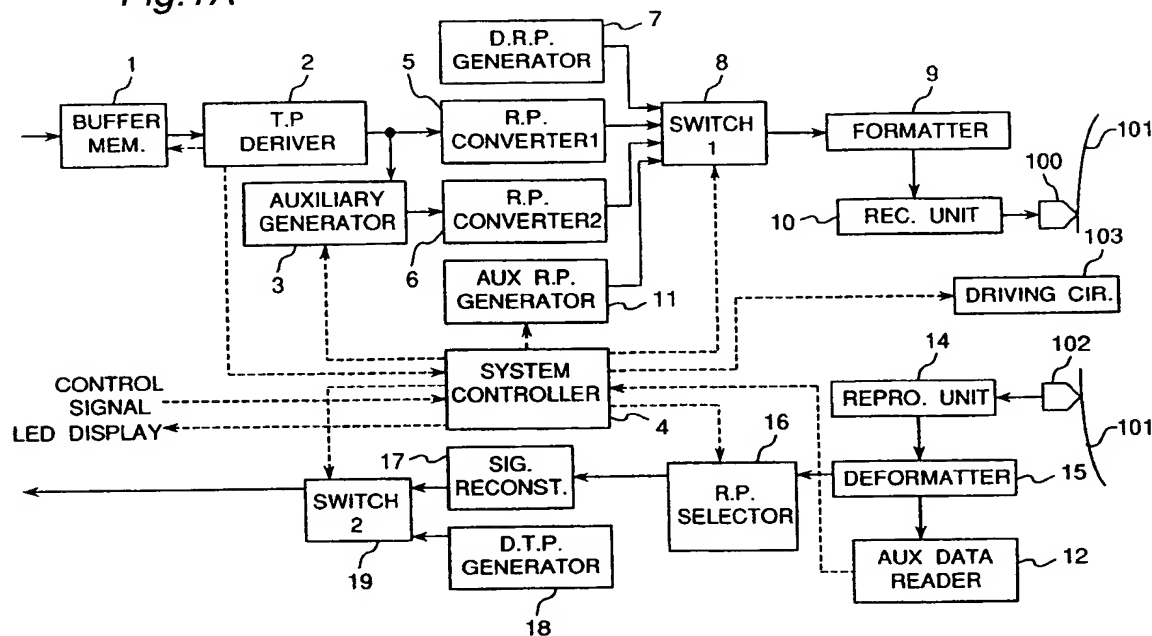 Fig.1A
7
D.R.P.
GENERATOR
1
2
5
8
9
BUFFER
MEM.
T.P
DERIVER
R.P.
CONVERTER1
SWITCH
1
FORMATTER
101
100
AUXILIARY
GENERATOR
R.P.
CONVERTER2
10
REC. UNIT
3
6
103
AUX R.P.
GENERATOR
11
DRIVING CIR.
SYSTEM
CONTROLLER
14
102
CONTROL
SIGNAL
REPRO. UNIT
LED DISPLAY
4
16
101
17
SIG.
RECONST.
R.P.
SELECTOR
DEFORMATTER
15
SWITCH
2
D.T.P.
GENERATOR
AUX DATA
READER
12
19
18